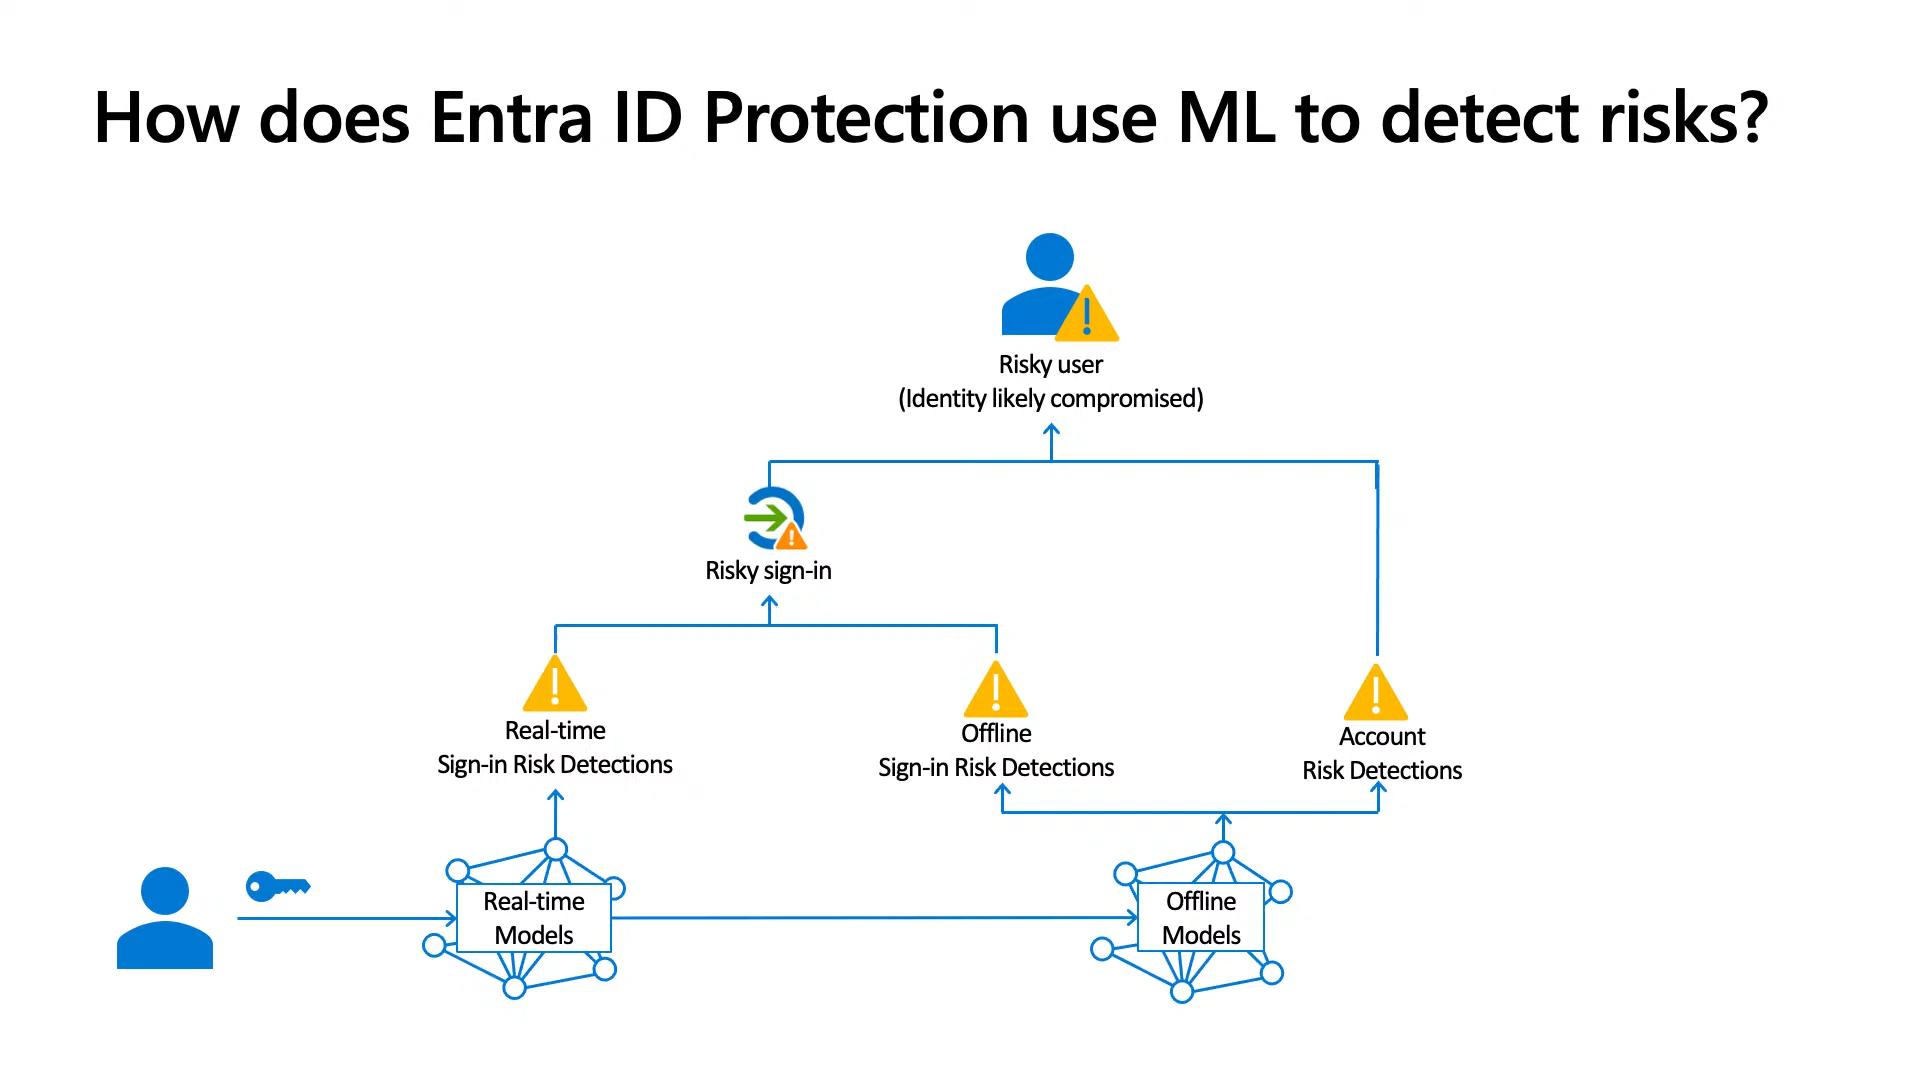 How does Entra ID Protection use ML to detect risks?
Risky user
(Identity likely compromised)
Risky sign-in
Real-time
Sign-in Risk Detections
Offline
Sign-in Risk Detections
Account
Risk Detections
Real-time
Models
Offline
Models